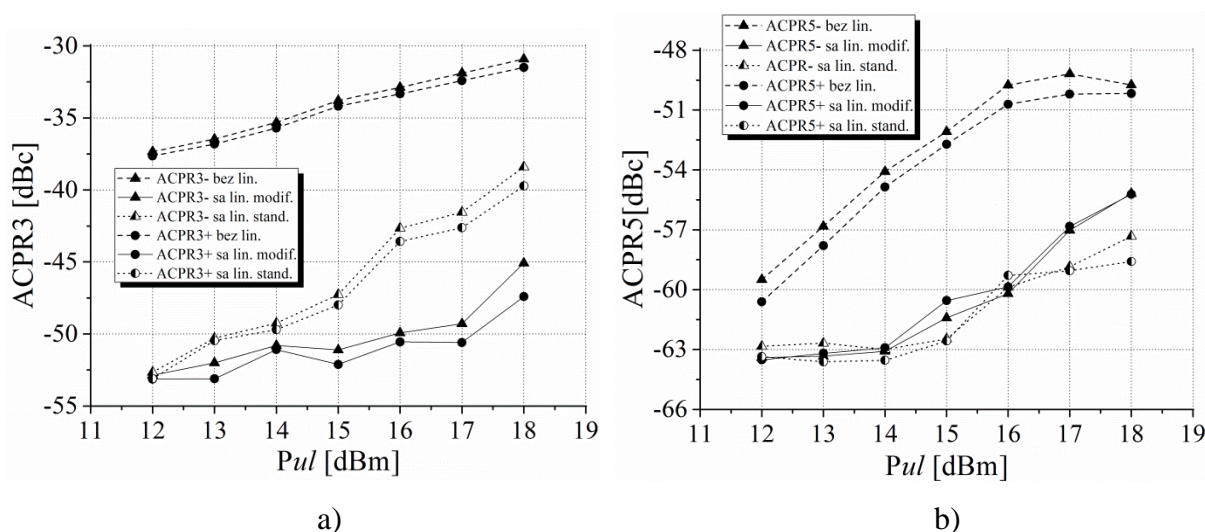 -30
-35
-40
-45
-50
-55
ACPR3 [dBc]
ACPR3- bez lin.
ACPR3- sa lin. modif.
ACPR3- sa lin. stand.
ACPR3+ bez lin.
ACPR3+ sa lin. modif.
ACPR3+ sa lin. stand.
11 12 13 14 15 16 17 18 19
Pul [dBm]
a)
ACPR5- bez lin.
ACPR5- sa lin. modif.
ACPR- sa lin. stand.
ACPR5+ bez lin.
ACPR5+ sa lin. modif.
ACPR5+ sa lin. stand.
-48
-51
-54
-57
-60
-63
-66
ACPR5[dBc]
11 12 13 14 15 16 17 18 19
Pul [dBm]
b)